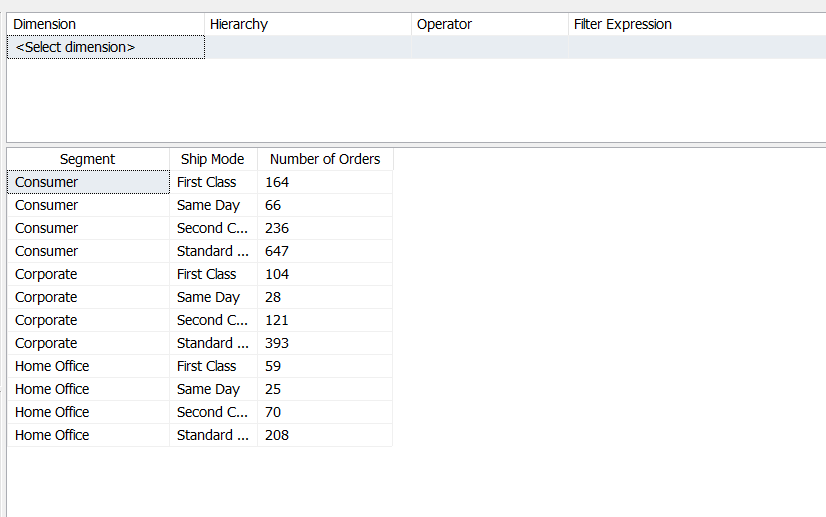 Dimension Hierarchy Operator Filter Expression
<Select dimension>
Segment Ship Mode Number of Orders
Consumer First Class 164
Consumer Same Day 66
Consumer Second C... 236
Consumer Standard ... 647
Corporate First Class 104
Corporate Same Day 28
Corporate Second C... 121
Corporate Standard ... 393
Home Office First Class 59
Home Office Same Day 25
Home Office Second C... 70
Home Office Standard ... 208